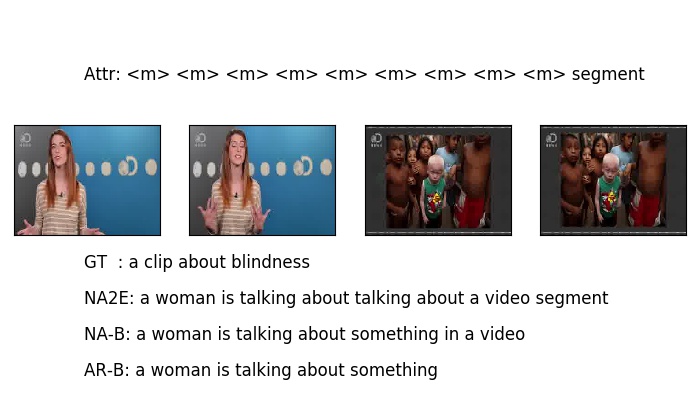 Attr: <m> <m> <m> <m> <m> <m> <m> <m> <m> segment
GT  : a clip about blindness
NA2E: a woman is talking about talking about a video segment
NA-B: a woman is talking about something in a video
AR-B: a woman is talking about something